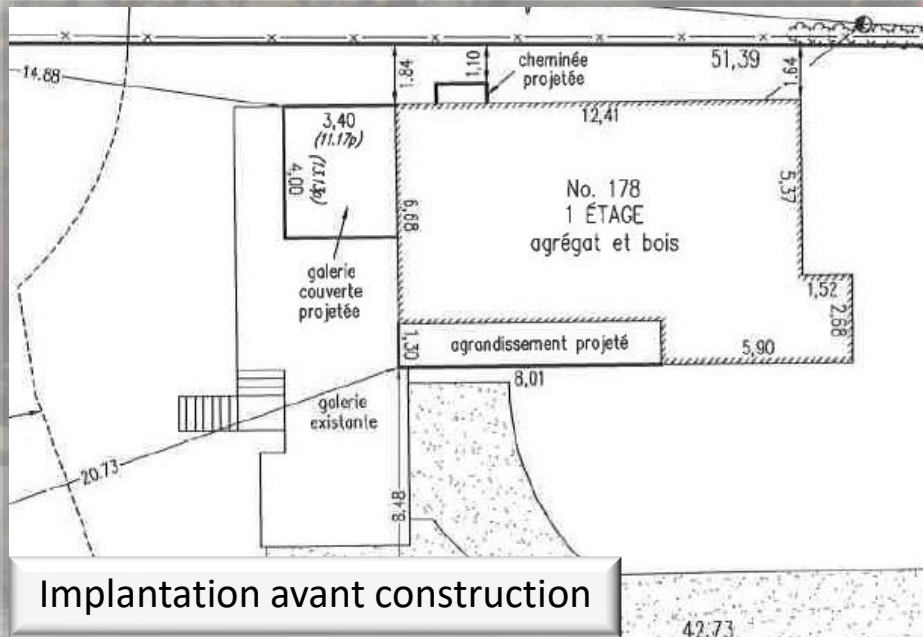 51,39
14.88
1.84
1,10
cheminée
projetée
1.64
3,40
(11.17p)
4,00
(13.13p)
12,41
6,68
5,37
No. 178
1 ÉTAGE
agrégat et bois
galerie
couverte
projetée
1,52
2,68
1,30
agrandissement projeté
5,90
8,01
galerie
existante
20.73
8.48
Implantation avant construction
42.73